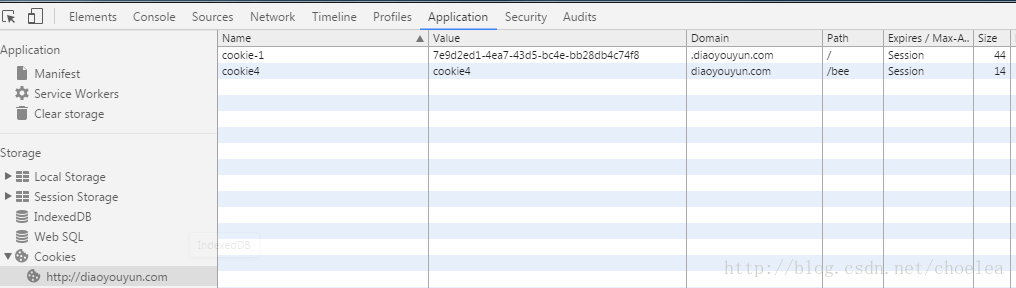 Elements Console Sources Network Timeline Profiles Application Security Audits
Application
Manifest
Service Workers
Clear storage
Storage
Local Storage
Session Storage
IndexedDB
Web SQL
IndexedDB
Cookies
http://diaoyouyun.com
Name Value Domain Path Expires / Max-A... Size
cookie-1 7e9d2ed1-4ea7-43d5-bc4e-bb28db4c74f8 .diaoyouyun.com / Session 44
cookie4 cookie4 diaoyouyun.com /bee Session 14
http://blog.csdn.net/choelea